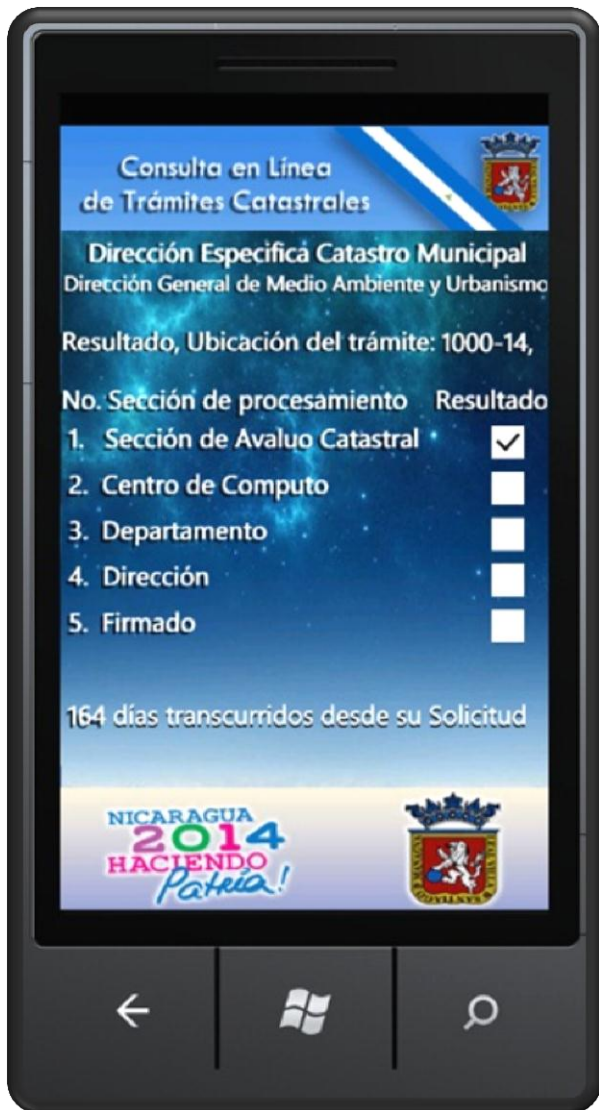 Consulta en Línea
de Trámites Catastrales
Dirección Especifica Catastro Municipal
Dirección General de Medio Ambiente y Urbanismo
Resultado, Ubicación del trámite: 1000-14,
No. Sección de procesamiento Resultado
1. Sección de Avaluo Catastral
2. Centro de Computo
3. Departamento
4. Dirección
5. Firmado
164 días transcurridos desde su Solicitud
NICARAGUA
2014
HACIENDO
Patria!